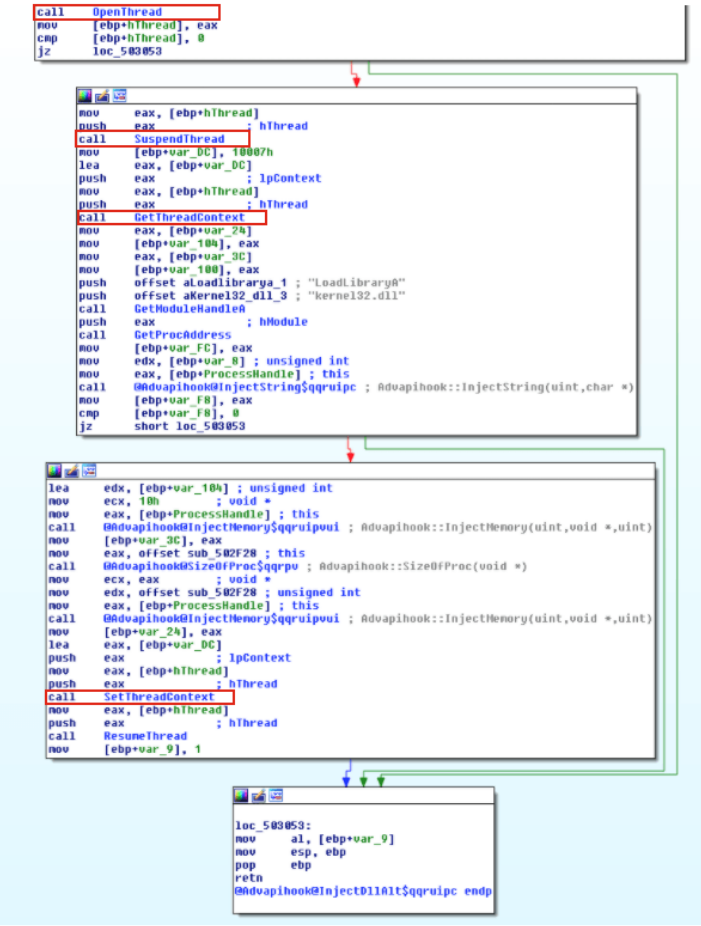 call OpenThread
mov [ebp+hThread], eax
cmp [ebp+hThread], 0
jz loc_503053
mov eax, [ebp+hThread]
push eax ; hThread
call SuspendThread
mov [ebp+var_DC], 10007h
lea eax, [ebp+var_DC]
push eax ; lpContext
mov eax, [ebp+hThread]
push eax ; hThread
call GetThreadContext
mov eax, [ebp+var_24]
mov [ebp+var_104], eax
mov eax, [ebp+var_3C]
mov [ebp+var_100], eax
push offset aLoadlibrarya_1 ; "LoadLibraryA"
push offset aKernel32_dll_3 ; "kernel32.dll"
call GetModuleHandleA
push eax ; hModule
call GetProcAddress
mov [ebp+var_FC], eax
mov edx, [ebp+var_8] ; unsigned int
mov eax, [ebp+ProcessHandle] ; this
call @Advapihook@InjectString$qqruipc ; Advapihook::InjectString(uint,char *)
mov [ebp+var_F8], eax
cmp [ebp+var_F8], 0
jz short loc_503053
lea edx, [ebp+var_104] ; unsigned int
mov ecx, 10h ; void *
mov eax, [ebp+ProcessHandle] ; this
call @Advapihook@InjectMemory$qqruipvui ; Advapihook::InjectMemory(uint,void *,uint)
mov [ebp+var_3C], eax
mov eax, offset sub_502F28 ; this
call @Advapihook@SizeOfProc$qqrpv ; Advapihook::SizeOfProc(void *)
mov ecx, eax ; void *
mov edx, offset sub_502F28 ; unsigned int
mov eax, [ebp+ProcessHandle] ; this
call @Advapihook@InjectMemory$qqruipvui ; Advapihook::InjectMemory(uint,void *,uint)
mov [ebp+var_24], eax
lea eax, [ebp+var_DC]
push eax ; lpContext
mov eax, [ebp+hThread]
push eax ; hThread
call SetThreadContext
mov eax, [ebp+hThread]
push eax ; hThread
call ResumeThread
mov [ebp+var_9], 1
loc_503053:
mov al, [ebp+var_9]
mov esp, ebp
pop ebp
retn
@Advapihook@InjectDllAlt$qqruipc endp